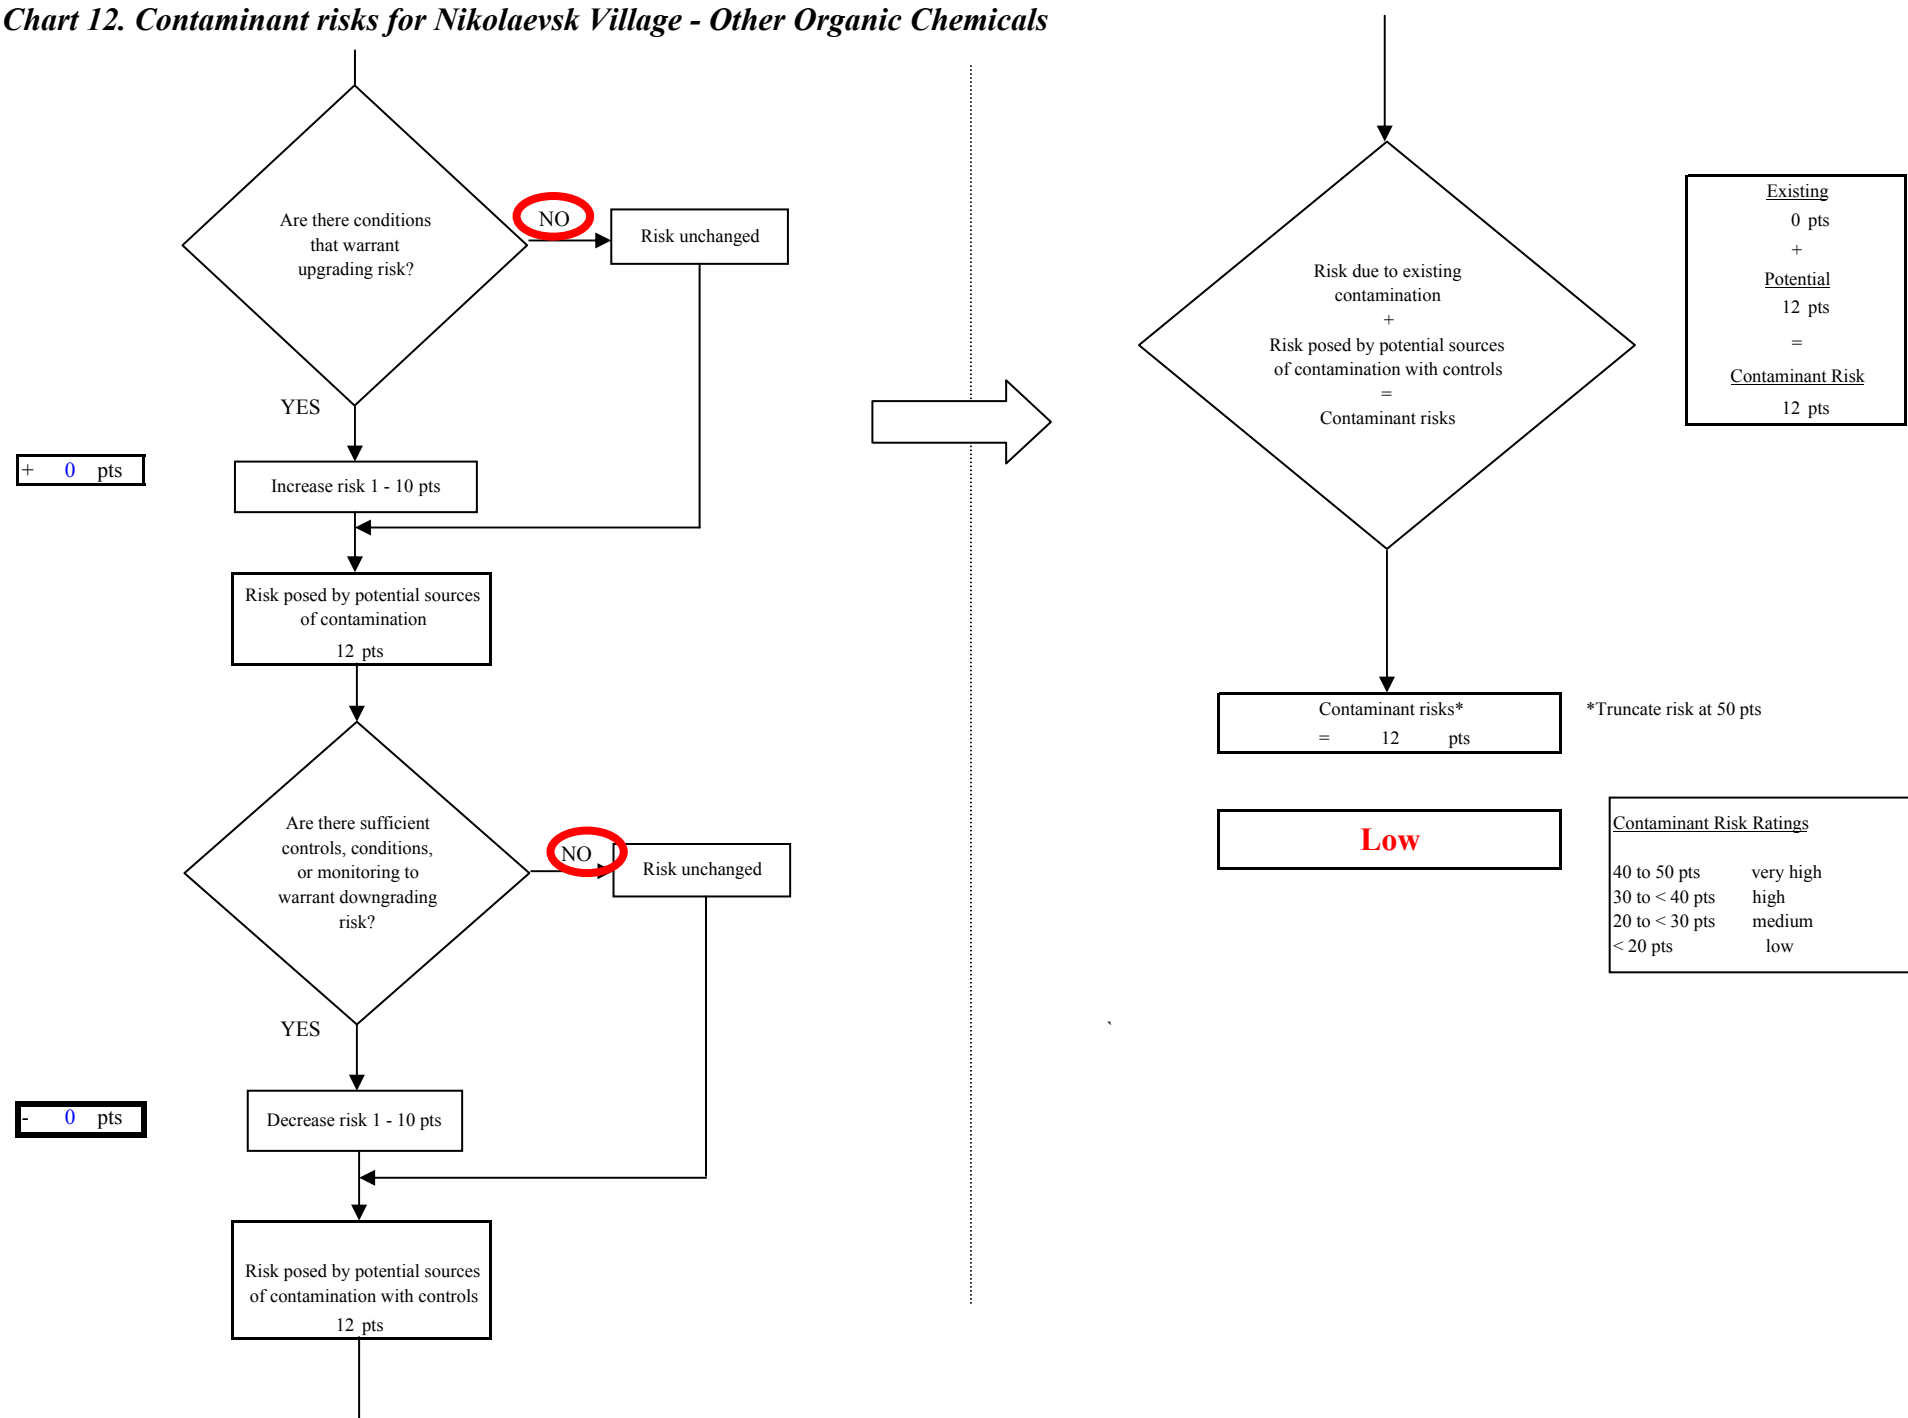 Chart 12. Contaminant risks for Nikolaevsk Village - Other Organic Chemicals
Are there conditions
that warrant
upgrading risk?
NO
Risk unchanged
YES
+ 0 pts
Increase risk 1 - 10 pts
Risk posed by potential sources
of contamination
12 pts
Are there sufficient
controls, conditions,
or monitoring to
warrant downgrading
risk?
NO
Risk unchanged
YES
- 0 pts
Decrease risk 1 - 10 pts
Risk posed by potential sources
of contamination with controls
12 pts
Risk due to existing
contamination
+
Risk posed by potential sources
of contamination with controls
=
Contaminant risks
Existing
0 pts
+
Potential
12 pts
=
Contaminant Risk
12 pts
Contaminant risks*
= 12 pts
*Truncate risk at 50 pts
Low
Contaminant Risk Ratings
40 to 50 pts very high
30 to < 40 pts high
20 to < 30 pts medium
< 20 pts low
`